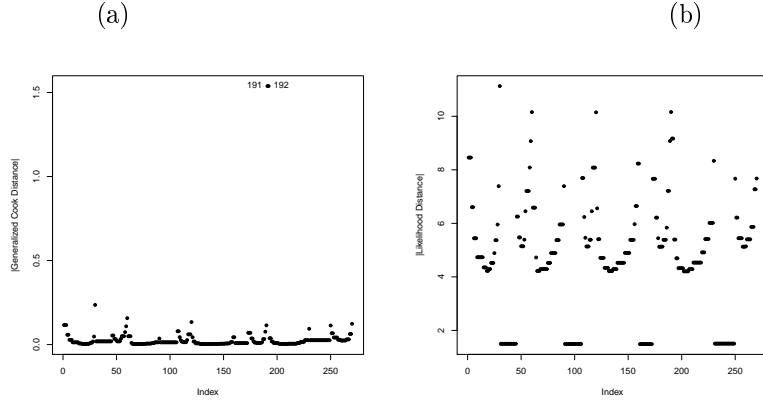 (a)
(b)
191 192
|Generalized Cook Distance|
1.5
1.0
0.5
0.0
0 50 100 150 200 250
Index
|Likelihood Distance|
10
8
6
4
2
0 50 100 150 200 250
Index